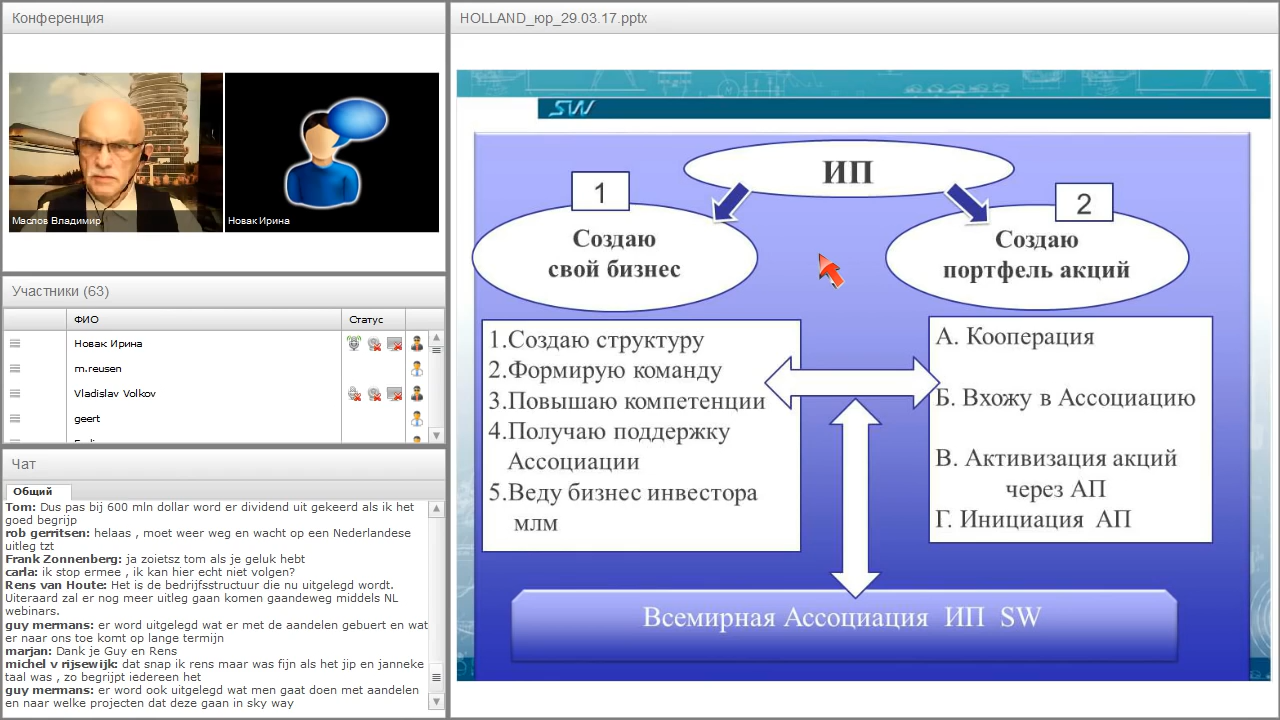 Конференция
Маслов Владимир
Новак Ирина
Участники (63)
ФИО
Статус
Новак Ирина
m.reusen
Vladislav Volkov
geert
Чат
Общий
Tom: Dus pas bij 600 mln dollar word er dividend uit gekeerd als ik het
goed begrijp
rob gerritsen: helaas , moet weer weg en wacht op een Nederlandese
uitleg tzt
Frank Zonnenberg: ja zoietsz tom als je geluk hebt
carla: ik stop ermee , ik kan hier echt niet volgen?
Rens van Houte: Het is de bedrijfsstructuur die nu uitgelegd wordt.
Uiteraard zal er nog meer uitleg gaan komen gaandeweg middels NL
webinars.
guy mermans: er word uitgelegd wat er met de aandelen gebuert en wat
er naar ons toe komt op lange termijn
marjan: Dank je Guy en Rens
michel v rijsewijk: dat snap ik rens maar was fijn als het jip en janneke
taal was , zo begrijpt iedereen het
guy mermans: er word ook uitgelegd wat men gaat doen met aandelen
en naar welke projecten dat deze gaan in sky way
HOLLAND_юр_29.03.17.pptx
SW
ИП
1
Создаю
свой бизнес
2
Создаю
портфель акций
1.Создаю структуру
2.Формирую команду
3.Повышаю компетенции
4.Получаю поддержку
Ассоциации
5.Веду бизнес инвестора
млм
А. Кооперация
Б. Вхожу в Ассоциацию
В. Активизация акций
через АП
Г. Инициация АП
Всемирная Ассоциация ИП SW